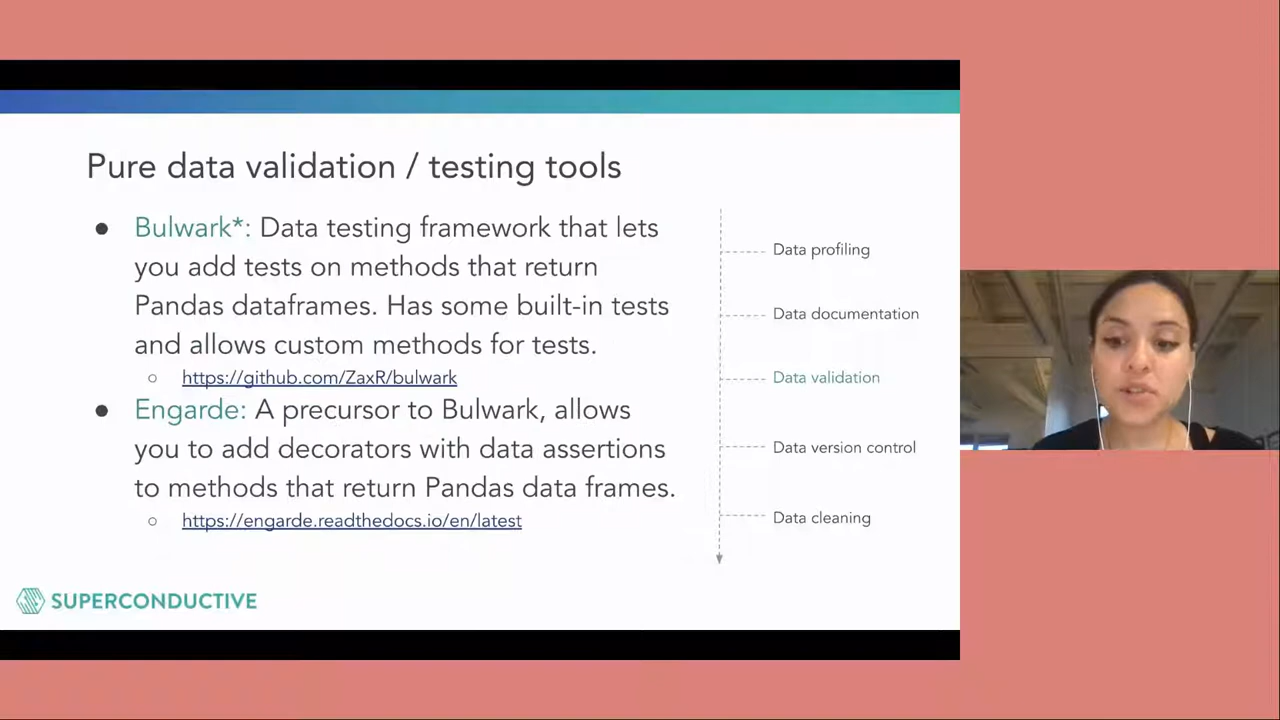 Pure data validation / testing tools
● Bulwark*: Data testing framework that lets
you add tests on methods that return
Pandas dataframes. Has some built-in tests
and allows custom methods for tests.
○ https://github.com/ZaxR/bulwark
● Engarde: A precursor to Bulwark, allows
you to add decorators with data assertions
to methods that return Pandas data frames.
○ https://engarde.readthedocs.io/en/latest
Data profiling
Data documentation
Data validation
Data version control
Data cleaning
SUPERCONDUCTIVE